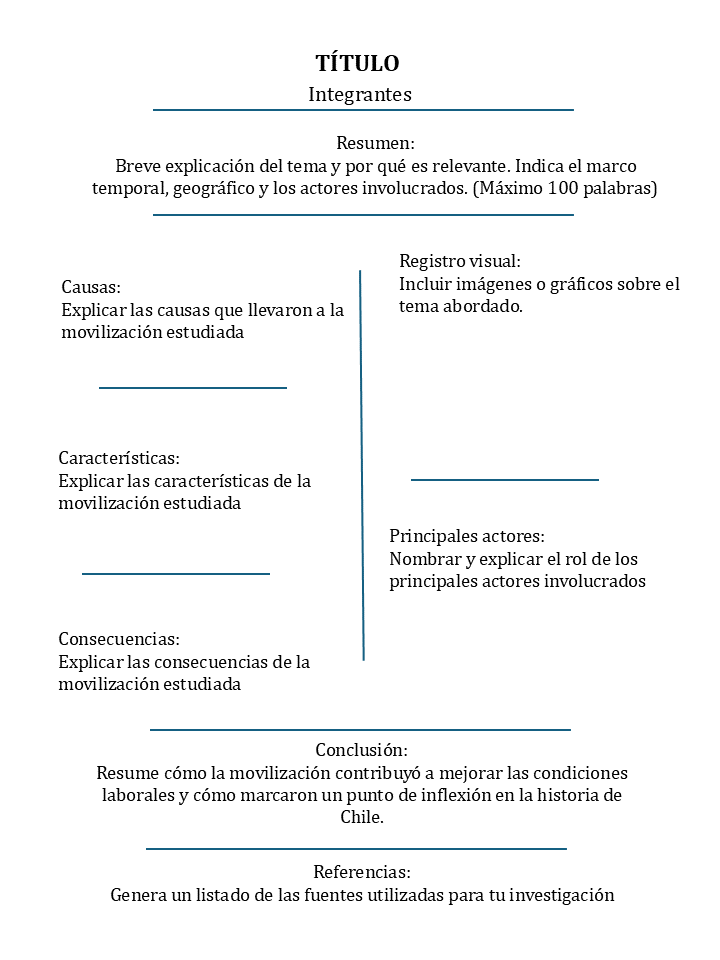 TÍTULO
Integrantes
Resumen:
Breve explicación del tema y por qué es relevante. Indica el marco
temporal, geográfico y los actores involucrados. (Máximo 100 palabras)
Causas:
Explicar las causas que llevaron a la
movilización estudiada
Características:
Explicar las características de la
movilización estudiada
Consecuencias:
Explicar las consecuencias de la
movilización estudiada
Registro visual:
Incluir imágenes o gráficos sobre el
tema abordado.
Principales actores:
Nombrar y explicar el rol de los
principales actores involucrados
Conclusión:
Resume cómo la movilización contribuyó a mejorar las condiciones
laborales y cómo marcaron un punto de inflexión en la historia de
Chile.
Referencias:
Genera un listado de las fuentes utilizadas para tu investigación